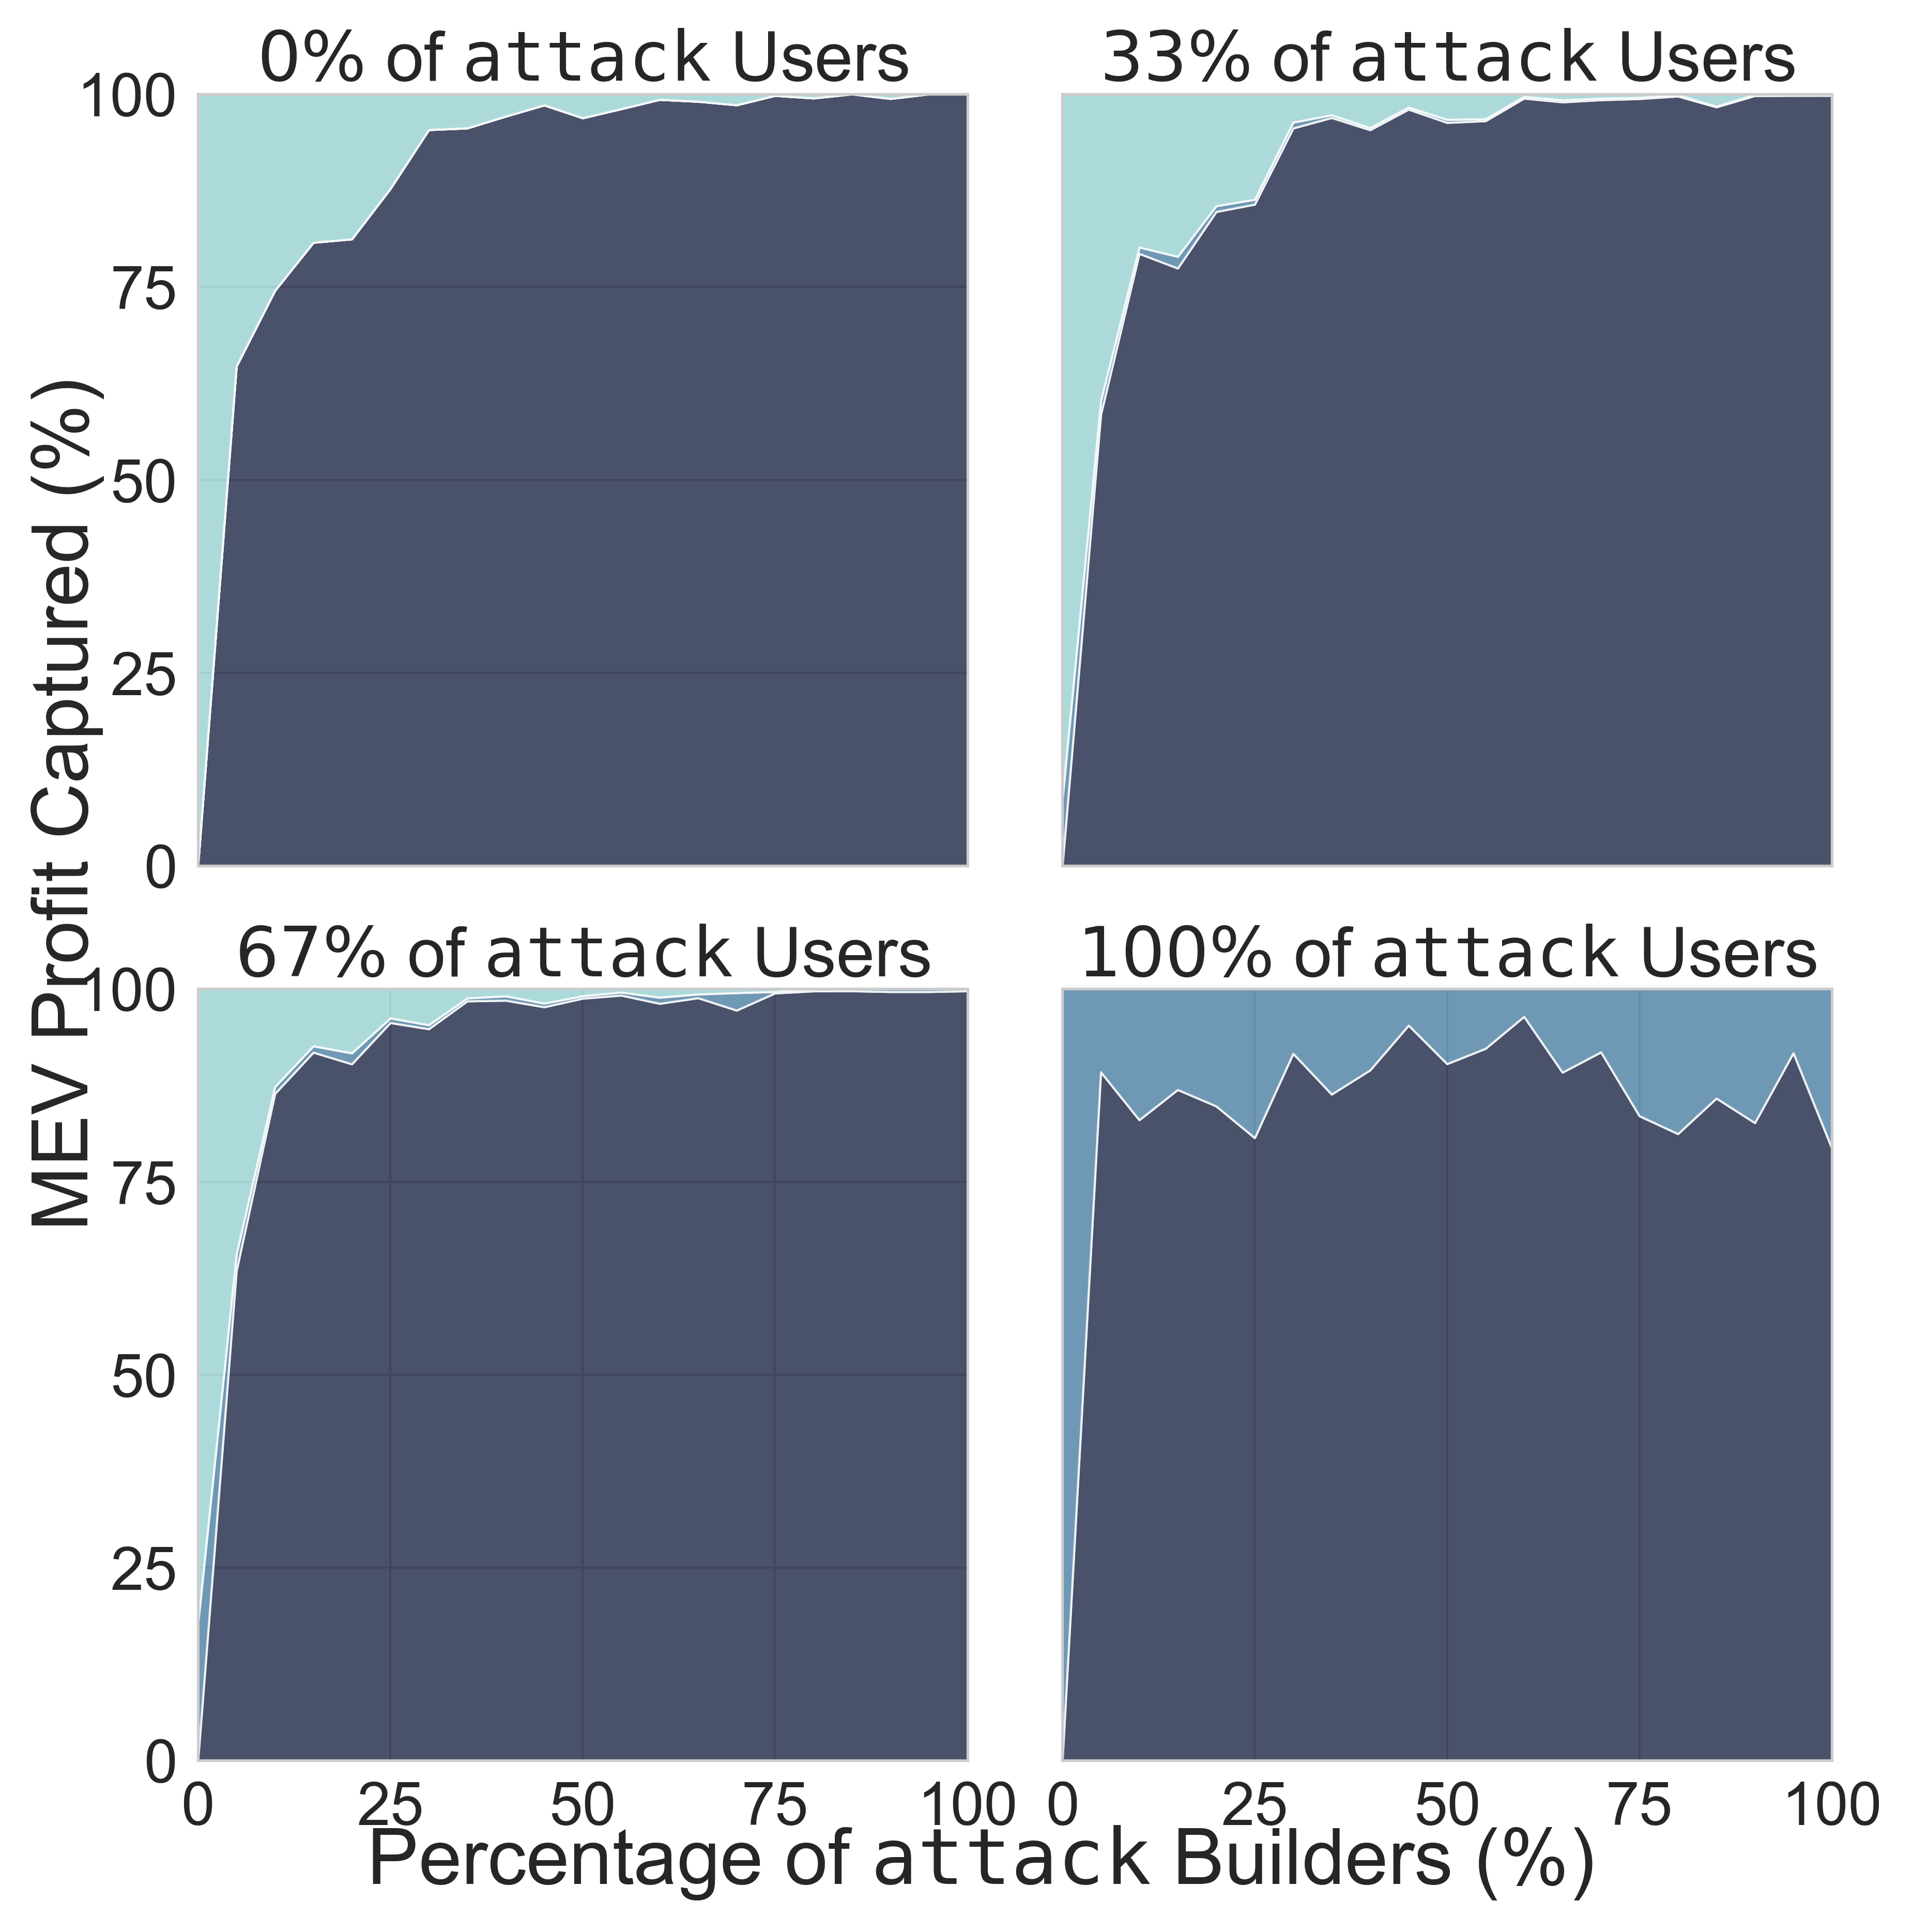 0% of attack Users
33% of attack Users
100
75
50
25
0
MEV Profit Captured (%)
67% of attack Users
100% of attack Users
100
75
50
25
0
0 25 50 75 100 0 25 50 75 100
Percentage of attack Builders (%)